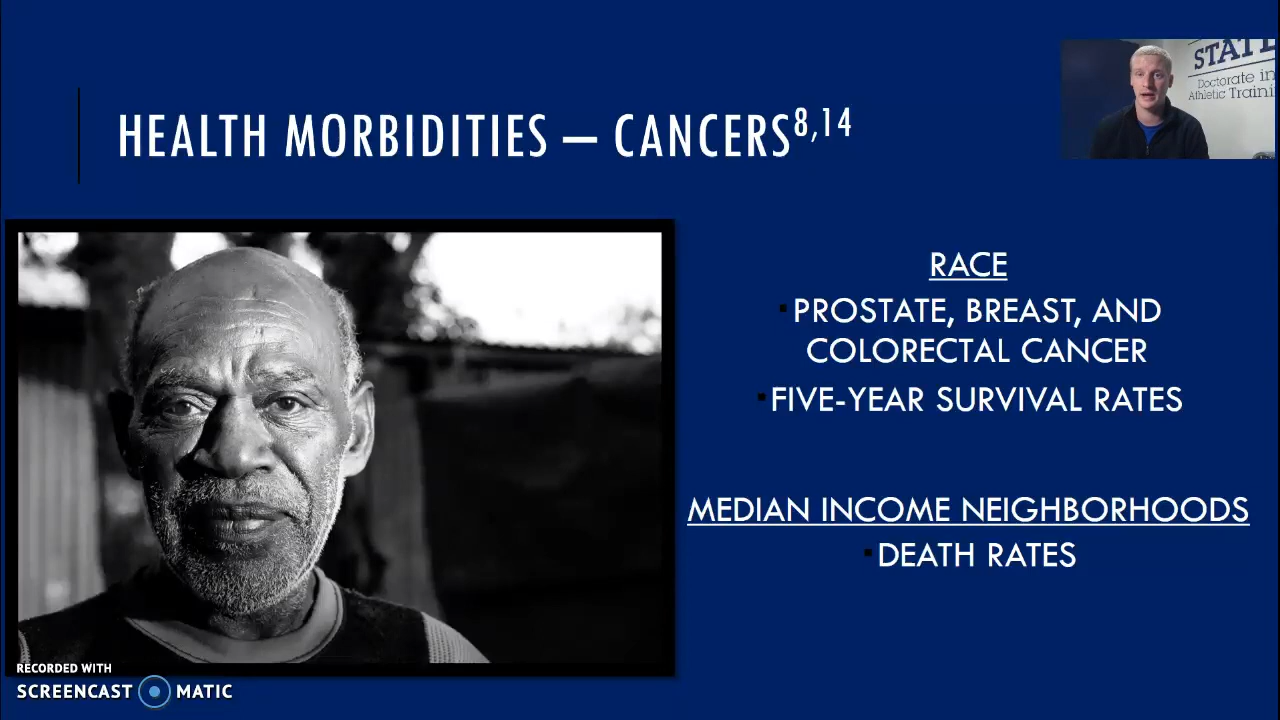 STATE
Doctorate in
Athletic Traini
HEALTH MORBIDITIES – CANCERS8,14
RACE
PROSTATE, BREAST, AND
COLORECTAL CANCER
FIVE-YEAR SURVIVAL RATES
MEDIAN INCOME NEIGHBORHOODS
DEATH RATES
RECORDED WITH
SCREENCAST MATIC